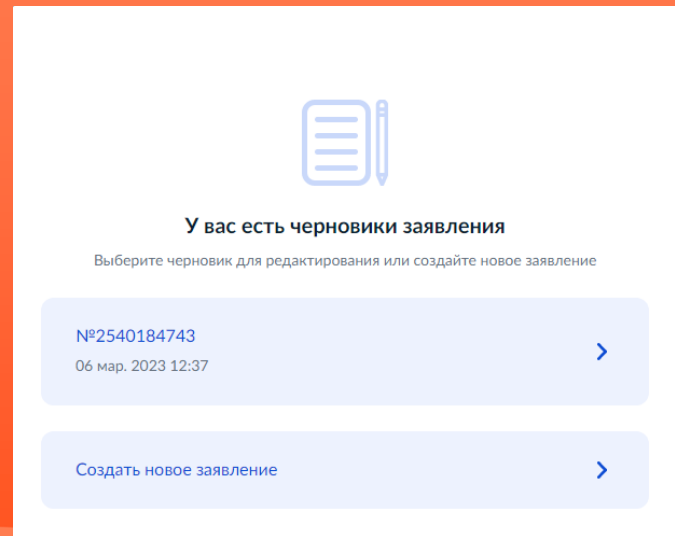 У вас есть черновики заявления
Выберите черновик для редактирования или создайте новое заявление
№2540184743
06 мар. 2023 12:37
Создать новое заявление